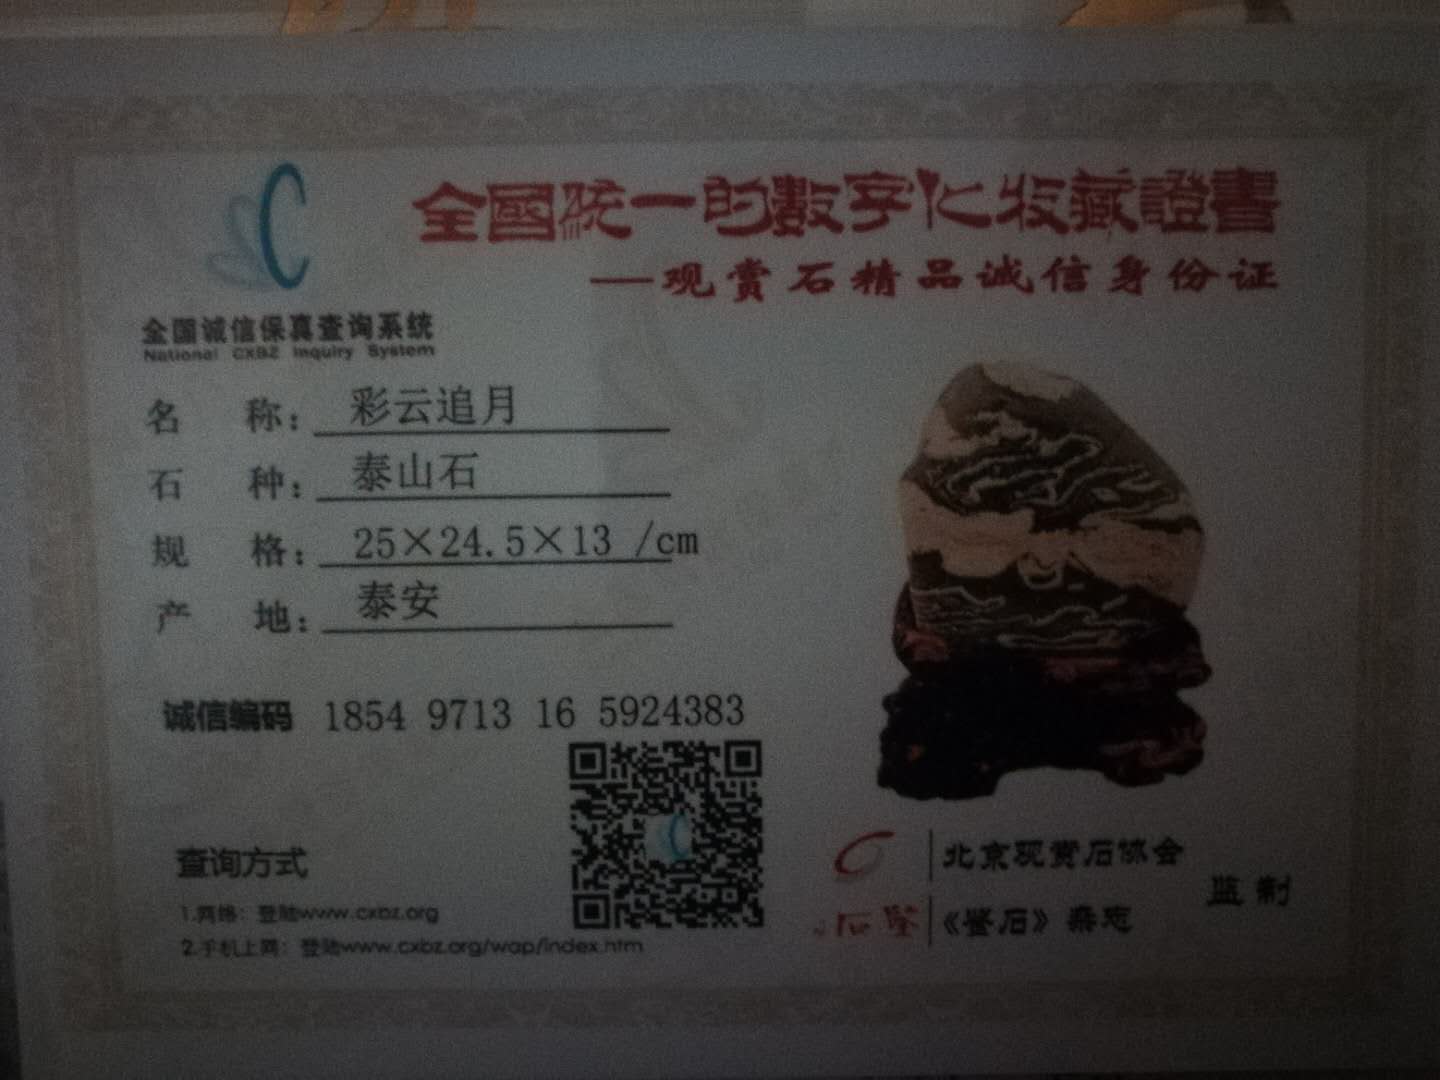 全國统一的數字化收藏證書
——观赏石精品诚信身份证
全国诚信保真查询系统
National CXBZ Inquiry System
名 称: 彩云追月
石 种: 泰山石
规 格: 25×24.5×13 /cm
产 地: 泰安
诚信编码 1854 9713 16 5924383
查询方式
1.网络: 登陆www.cxbz.org
2.手机上网: 登陆www.cxbz.org/wap/index.htm
北京观赏石协会
石鉴
《鉴石》杂志
监制